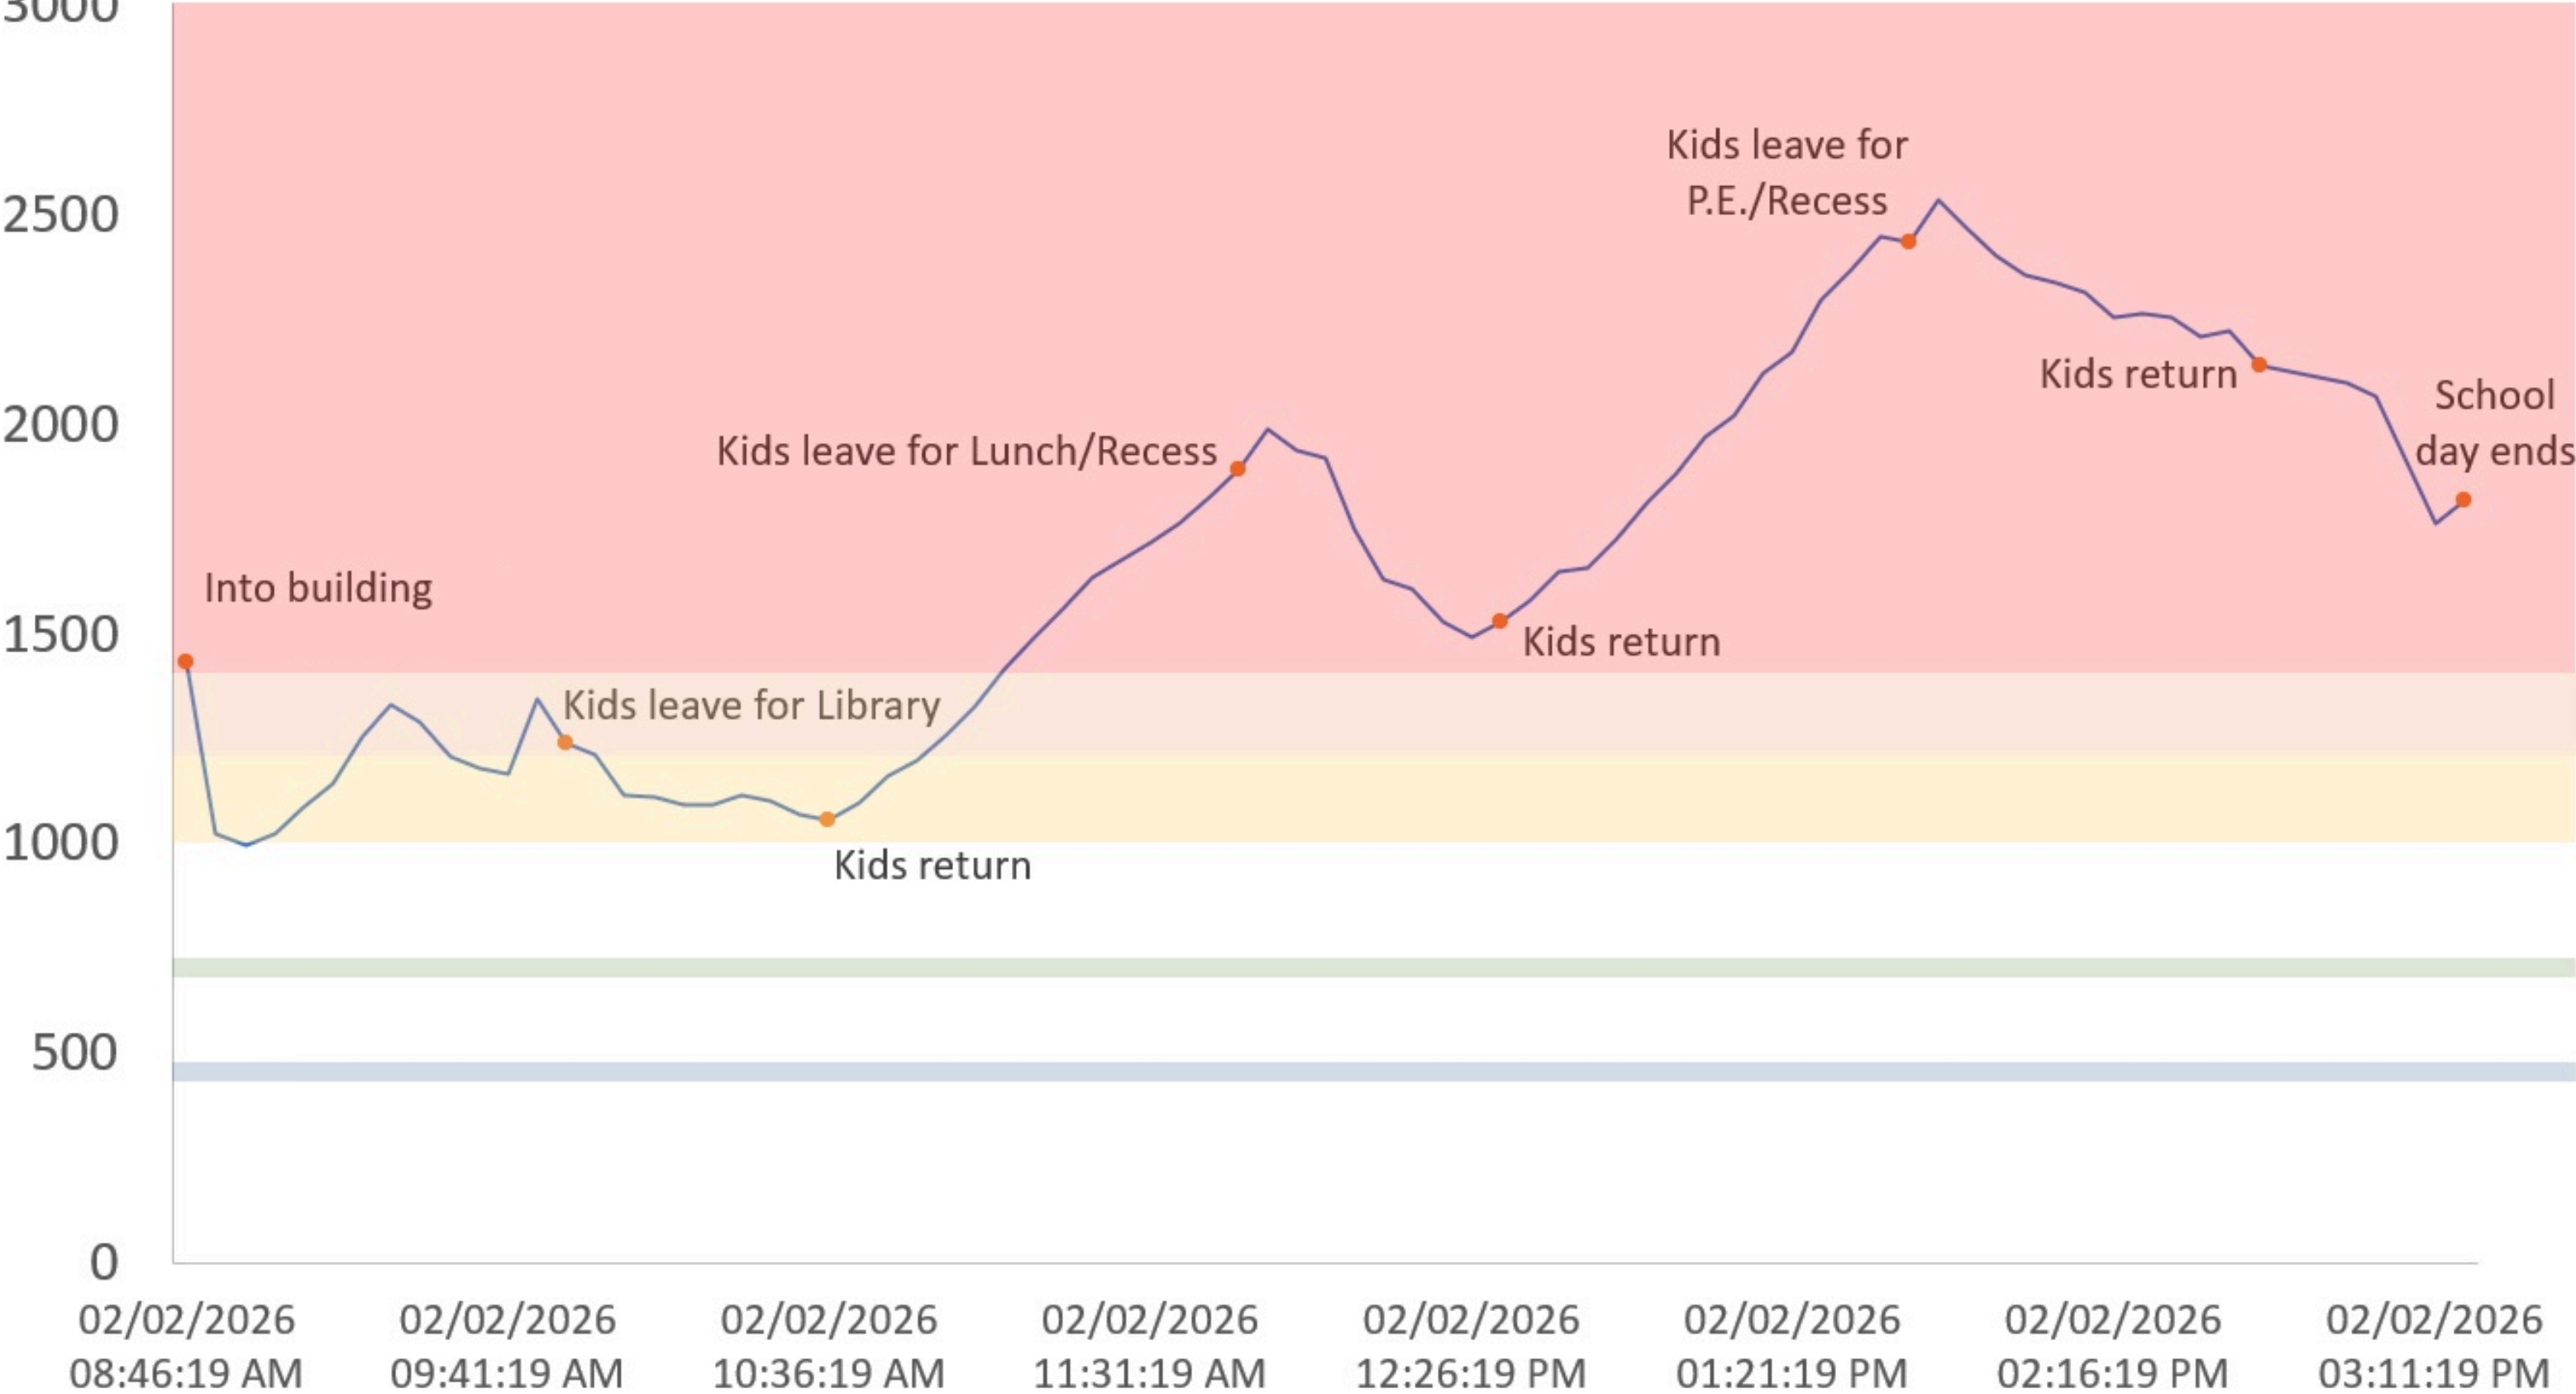 3000
2500
2000
1500
1000
500
0
Kids leave for
P.E./Recess
Kids return
School
day ends
Kids leave for Lunch/Recess
Into building
Kids return
Kids leave for Library
Kids return
02/02/2026 02/02/2026 02/02/2026 02/02/2026 02/02/2026 02/02/2026 02/02/2026 02/02/2026
08:46:19 AM 09:41:19 AM 10:36:19 AM 11:31:19 AM 12:26:19 PM 01:21:19 PM 02:16:19 PM 03:11:19 PM